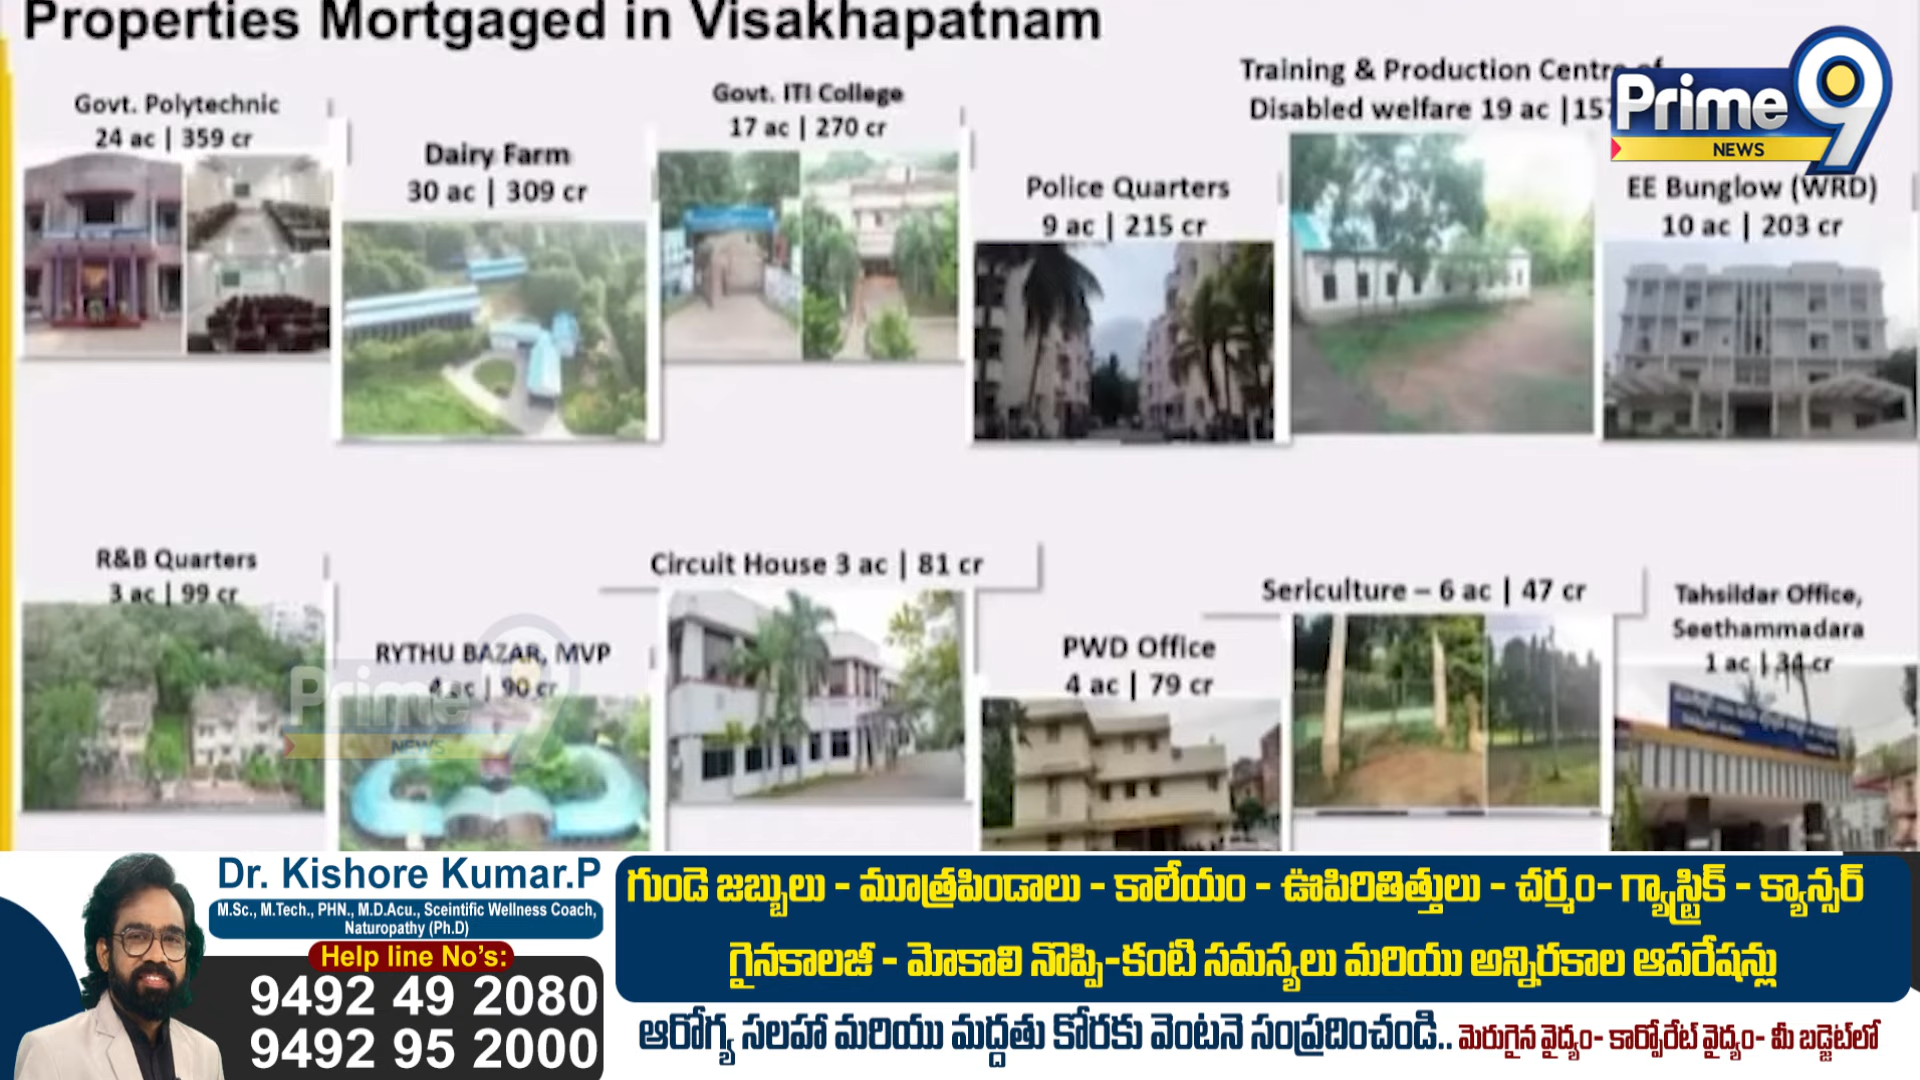 Properties Mortgaged in Visakhapatnam
Govt. Polytechnic
24 ac | 359 cr
Dairy Farm
30 ac | 309 cr
Govt. ITI College
17 ac | 270 cr
Police Quarters
9 ac | 215 cr
Training & Production Centre of
Disabled welfare 19 ac |157
EE Bunglow (WRD)
10 ac | 203 cr
Prime9
NEWS
R&B Quarters
3 ac | 99 cr
RYTHU BAZAR, MVP
4 ac | 90 cr
Circuit House 3 ac | 81 cr
PWD Office
4 ac | 79 cr
Sericulture – 6 ac | 47 cr
Tahsildar Office,
Seethammadara
1 ac | 34 cr
Prime9
NEWS
Dr. Kishore Kumar.P
M.Sc., M.Tech., PHN., M.D.Acu., Sceintific Wellness Coach,
Naturopathy (Ph.D)
Help line No's:
9492 49 2080
9492 95 2000
గుండె జబ్బులు - మూత్రపిండాలు - కాలేయం - ఊపిరితిత్తులు - చర్మం- గ్యాస్ట్రిక్ - క్యాన్సర్
గైనకాలజీ - మోకాలి నొప్పి-కంటి సమస్యలు మరియు అన్నిరకాల ఆపరేషన్లు
ఆరోగ్య సలహా మరియు మద్దతు కోరకు వెంటనె సంప్రదించండి.. మెరుగైన వైద్యం- కార్పోరేట్ వైద్యం- మీ బడ్జెట్‌లో